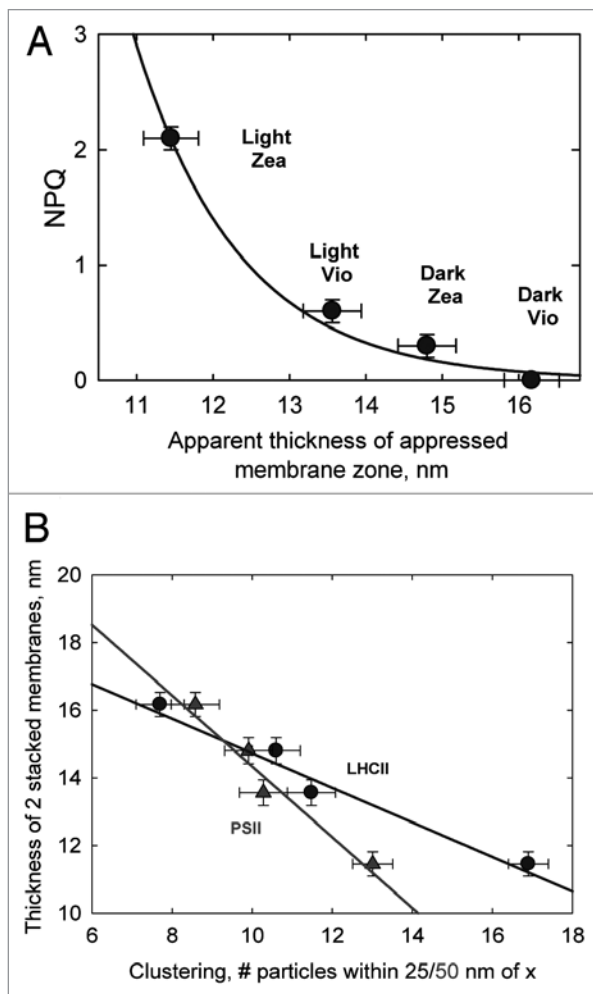 A
3
2
1
0
NPQ
Light
Zea
Light
Vio
Dark
Zea
Dark
Vio
11 12 13 14 15 16
Apparent thickness of appressed
membrane zone, nm
B
20
18
16
14
12
10
Thickness of 2 stacked membranes, nm
LHCII
PSII
6 8 10 12 14 16 18
Clustering, # particles within 25/50 nm of x